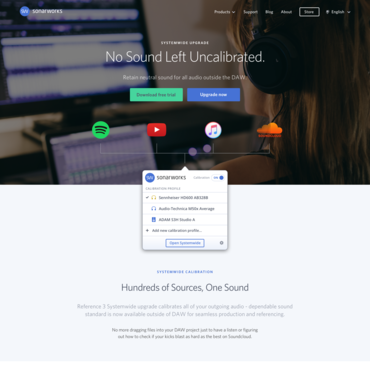 sonarworks
Products Support Blog About Store English
SYSTEMWIDE UPGRADE
No Sound Left Uncalibrated.
Retain neutral sound for all audio outside the DAW.
Download free trial Upgrade now
sonarworks
CALIBRATION PROFILE
Sennheiser HD650
Audio-Technica M50x Average
ADAM S5H Studio A
+ Add new calibration profile...
Open Systemwide
SYSTEMWIDE CALIBRATION
Hundreds of Sources, One Sound
Reference 3 Systemwide upgrade calibrates all of your outgoing audio - dependable sound
standard is now available outside of DAW for seamless production and referencing.
No more dragging files into your DAW project just to have a listen or figuring
out how to check if your kicks blast as hard as the best on Soundcloud.